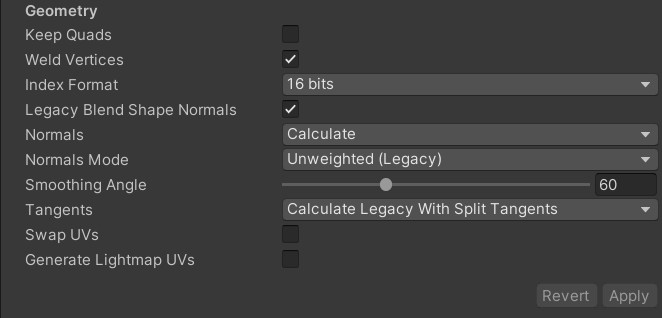 Geometry
Keep Quads
Weld Vertices
Index Format 16 bits
Legacy Blend Shape Normals
Normals Calculate
Normals Mode Unweighted (Legacy)
Smoothing Angle 60
Tangents Calculate Legacy With Split Tangents
Swap UVs
Generate Lightmap UVs
Revert Apply